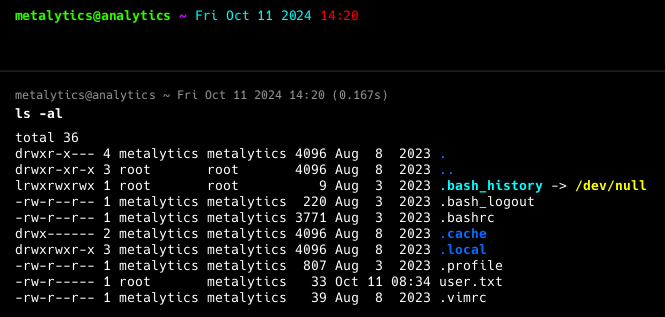 metalytics@analytics ~ Fri Oct 11 2024 14:20
metalytics@analytics ~ Fri Oct 11 2024 14:20 (0.167s)
ls -al
total 36
drwxr-x--- 4 metalytics metalytics 4096 Aug  8  2023 .
drwxr-xr-x 3 root       root       4096 Aug  8  2023 ..
lrwxrwxrwx 1 root       root          9 Aug  3  2023 .bash_history -> /dev/null
-rw-r--r-- 1 metalytics metalytics  220 Aug  3  2023 .bash_logout
-rw-r--r-- 1 metalytics metalytics 3771 Aug  3  2023 .bashrc
drwx------ 2 metalytics metalytics 4096 Aug  8  2023 .cache
drwxrwxr-x 3 metalytics metalytics 4096 Aug  8  2023 .local
-rw-r--r-- 1 metalytics metalytics  807 Aug  3  2023 .profile
-rw-r----- 1 root       metalytics   33 Oct 11 08:34 user.txt
-rw-r--r-- 1 metalytics metalytics   39 Aug  8  2023 .vimrc